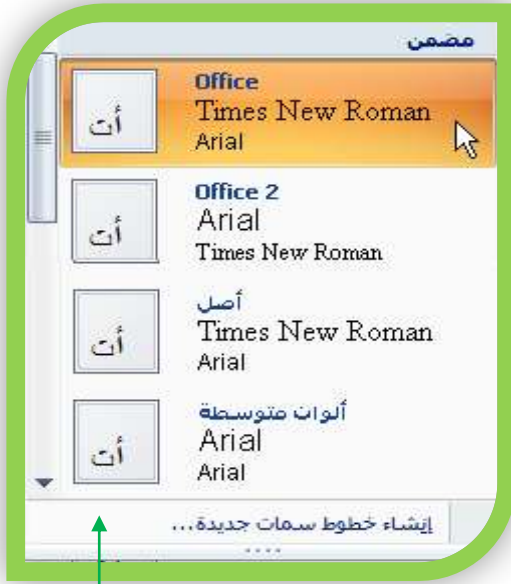 مضمن
Office
Times New Roman
Arial
أت
Office 2
Arial
Times New Roman
أت
أصل
Times New Roman
Arial
أت
ألوان متوسطة
Arial
Arial
أت
إنشاء خطوط سمات جديدة...